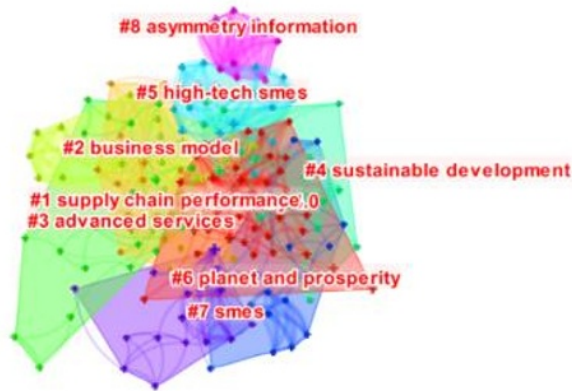 #8 asymmetry information
#5 high-tech smes
#2 business model
#4 sustainable development
#1 supply chain performance
.0
#3 advanced services
#6 planet and prosperity
#7 smes